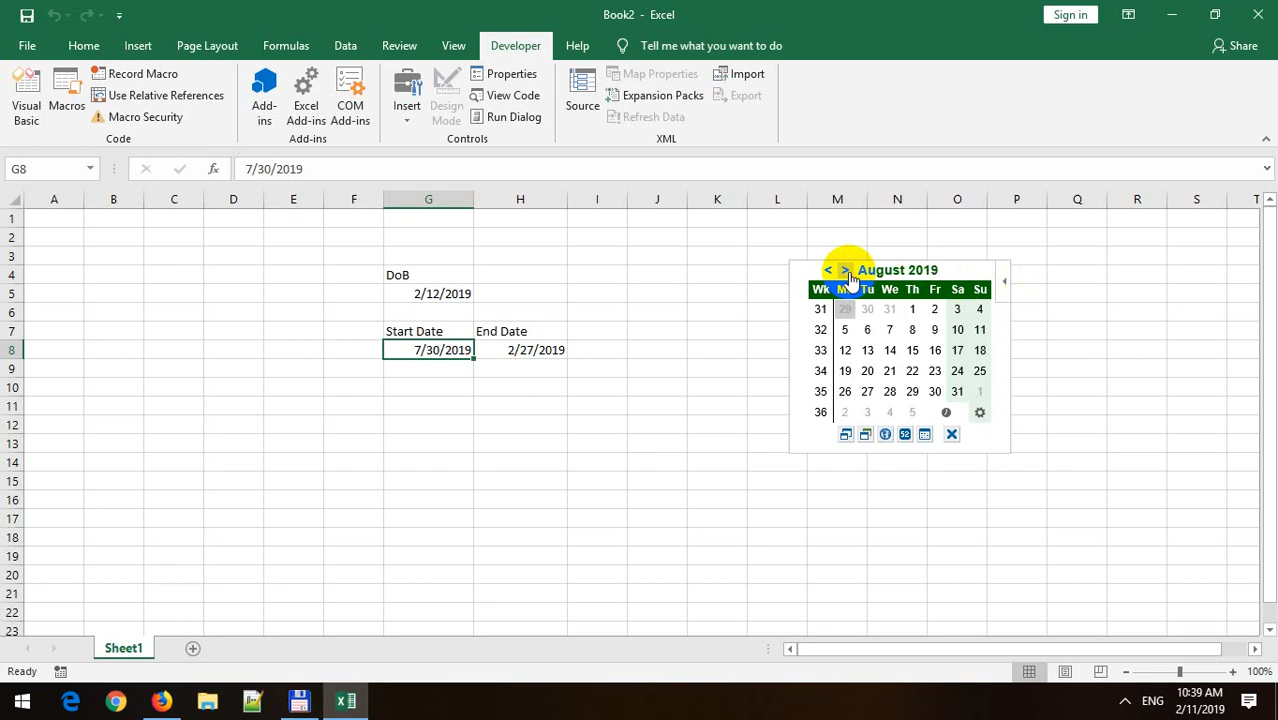 Book2 - Excel
Sign in
File Home Insert Page Layout Formulas Data Review View Developer Help Tell me what you want to do Share
Visual Basic
Macros
Record Macro
Use Relative References
Macro Security
Code
Add-ins
Excel Add-ins
COM Add-ins
Add-ins
Insert
Design Mode
Properties
View Code
Run Dialog
Controls
Source
Map Properties
Expansion Packs
Refresh Data
Import
Export
XML
G8 fx 7/30/2019
A B C D E F G H I J K L M N O P Q R S T
1
2
3
4 DoB
5 2/12/2019
6
7 Start Date End Date
8 7/30/2019 2/27/2019
9
10
11
12
13
14
15
16
17
18
19
20
21
22
23
< > August 2019
Wk Mo Tu We Th Fr Sa Su
31 29 30 31 1 2 3 4
32 5 6 7 8 9 10 11
33 12 13 14 15 16 17 18
34 19 20 21 22 23 24 25
35 26 27 28 29 30 31 1
36 2 3 4 5
52
Sheet1
Ready 100%
ENG 10:39 AM
2/11/2019